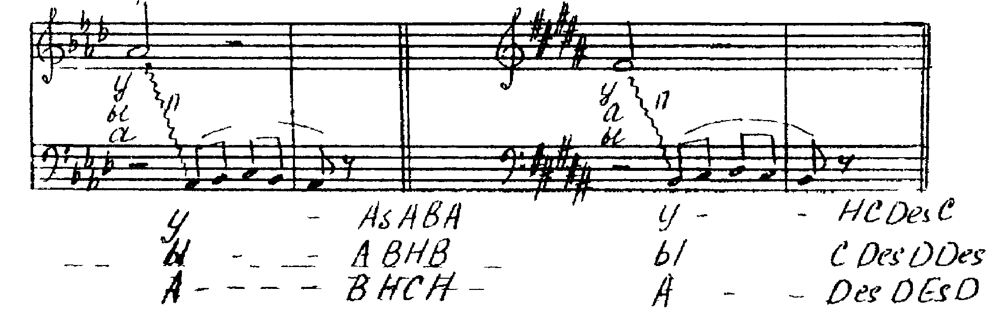 у у
ы П а П
а ы
у - AsABA у - - HCDesC
ы - - ABHB ы CDesDDes
А - - - - BHCH - А - - DesDEsD